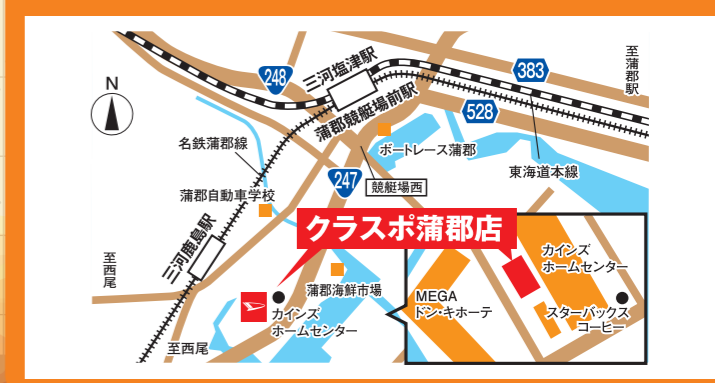 三河塩津駅
248
383
至蒲郡駅
N
蒲郡競艇場前駅
528
名鉄蒲郡線
ボートレース蒲郡
東海道本線
247
競艇場西
蒲郡自動車学校
クラスポ蒲郡店
三河鹿島駅
カインズ
ホームセンター
至西尾
蒲郡海鮮市場
MEGA
ドン・キホーテ
スターバックス
コーヒー
カインズ
ホームセンター
至西尾